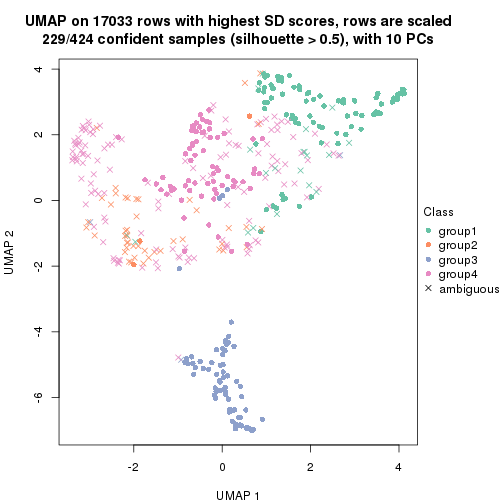 UMAP on 17033 rows with highest SD scores, rows are scaled
229/424 confident samples (silhouette > 0.5), with 10 PCs
4
2
0
-2
-4
-6
UMAP 2
-2
0
2
4
UMAP 1
Class
group1
group2
group3
group4
ambiguous